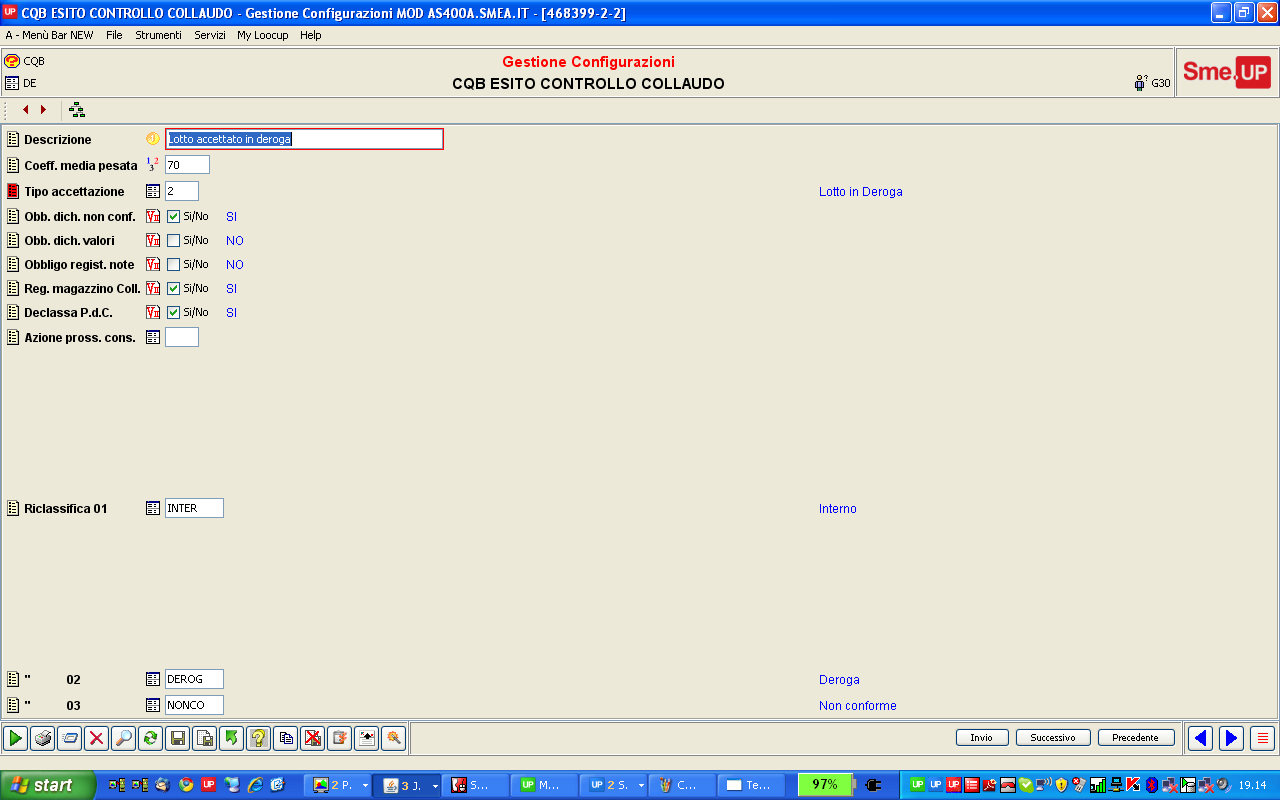 UP CQB ESITO CONTROLLO COLLAUDO - Gestione Configurazioni MOD AS400A.SMEA.IT - [468399-2-2]
A - Menù Bar NEW File Strumenti Servizi My Loocup Help
CQB Gestione Configurazioni
DE CQB ESITO CONTROLLO COLLAUDO G30 Sme.UP
Descrizione Lotto accettato in deroga
Coeff. media pesata 70
Tipo accettazione 2 Lotto in Deroga
Obb. dich. non conf. Si/No SI
Obb. dich. valori Si/No NO
Obbligo regist. note Si/No NO
Reg. magazzino Coll. Si/No SI
Declassa P.d.C. Si/No SI
Azione pross. cons.
Riclassifica 01 INTER Interno
" 02 DEROG Deroga
" 03 NONCO Non conforme
Invio Successivo Precedente
start 2 P... 3 J... S... M... 2 S... C... Te... 97% 19.14